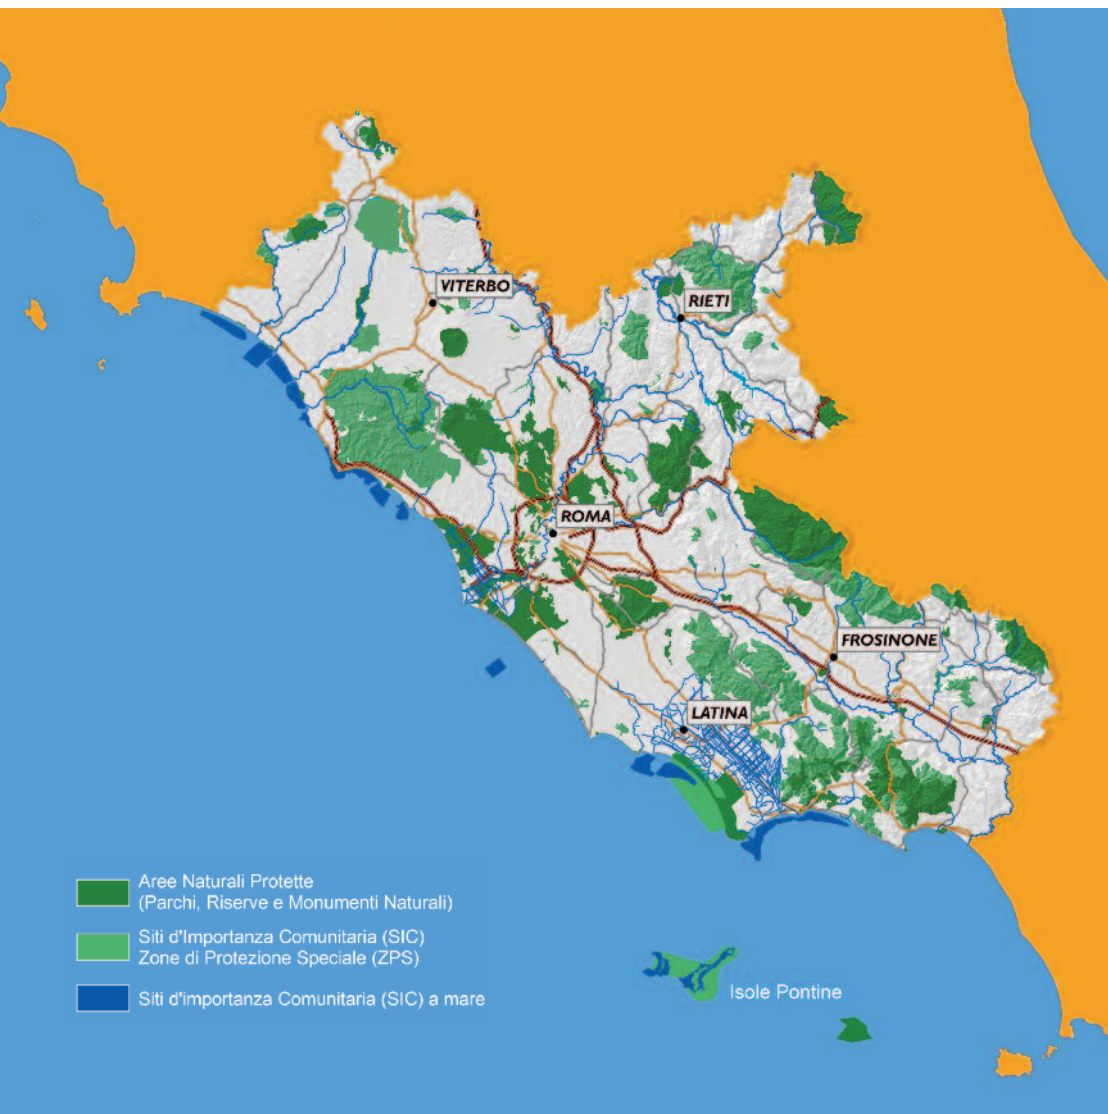 VITERBO
RIETI
ROMA
FROSINONE
LATINA
Aree Naturali Protette
(Parchi, Riserve e Monumenti Naturali)
Siti d'Importanza Comunitaria (SIC)
Zone di Protezione Speciale (ZPS)
Siti d'importanza Comunitaria (SIC) a mare
Isole Pontine